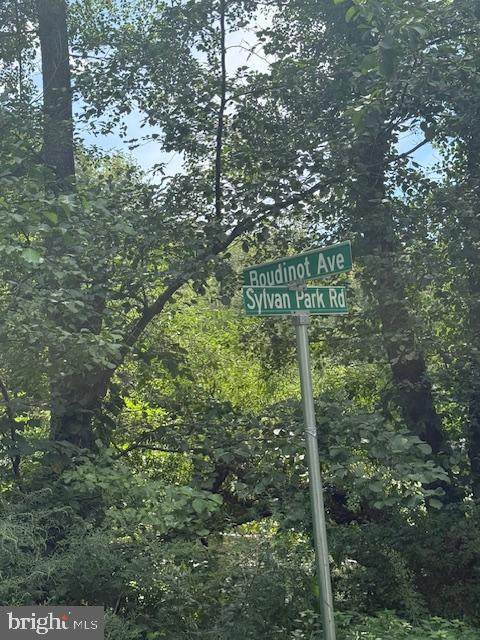 Boudinot Ave
Sylvan Park Rd
bright MLS